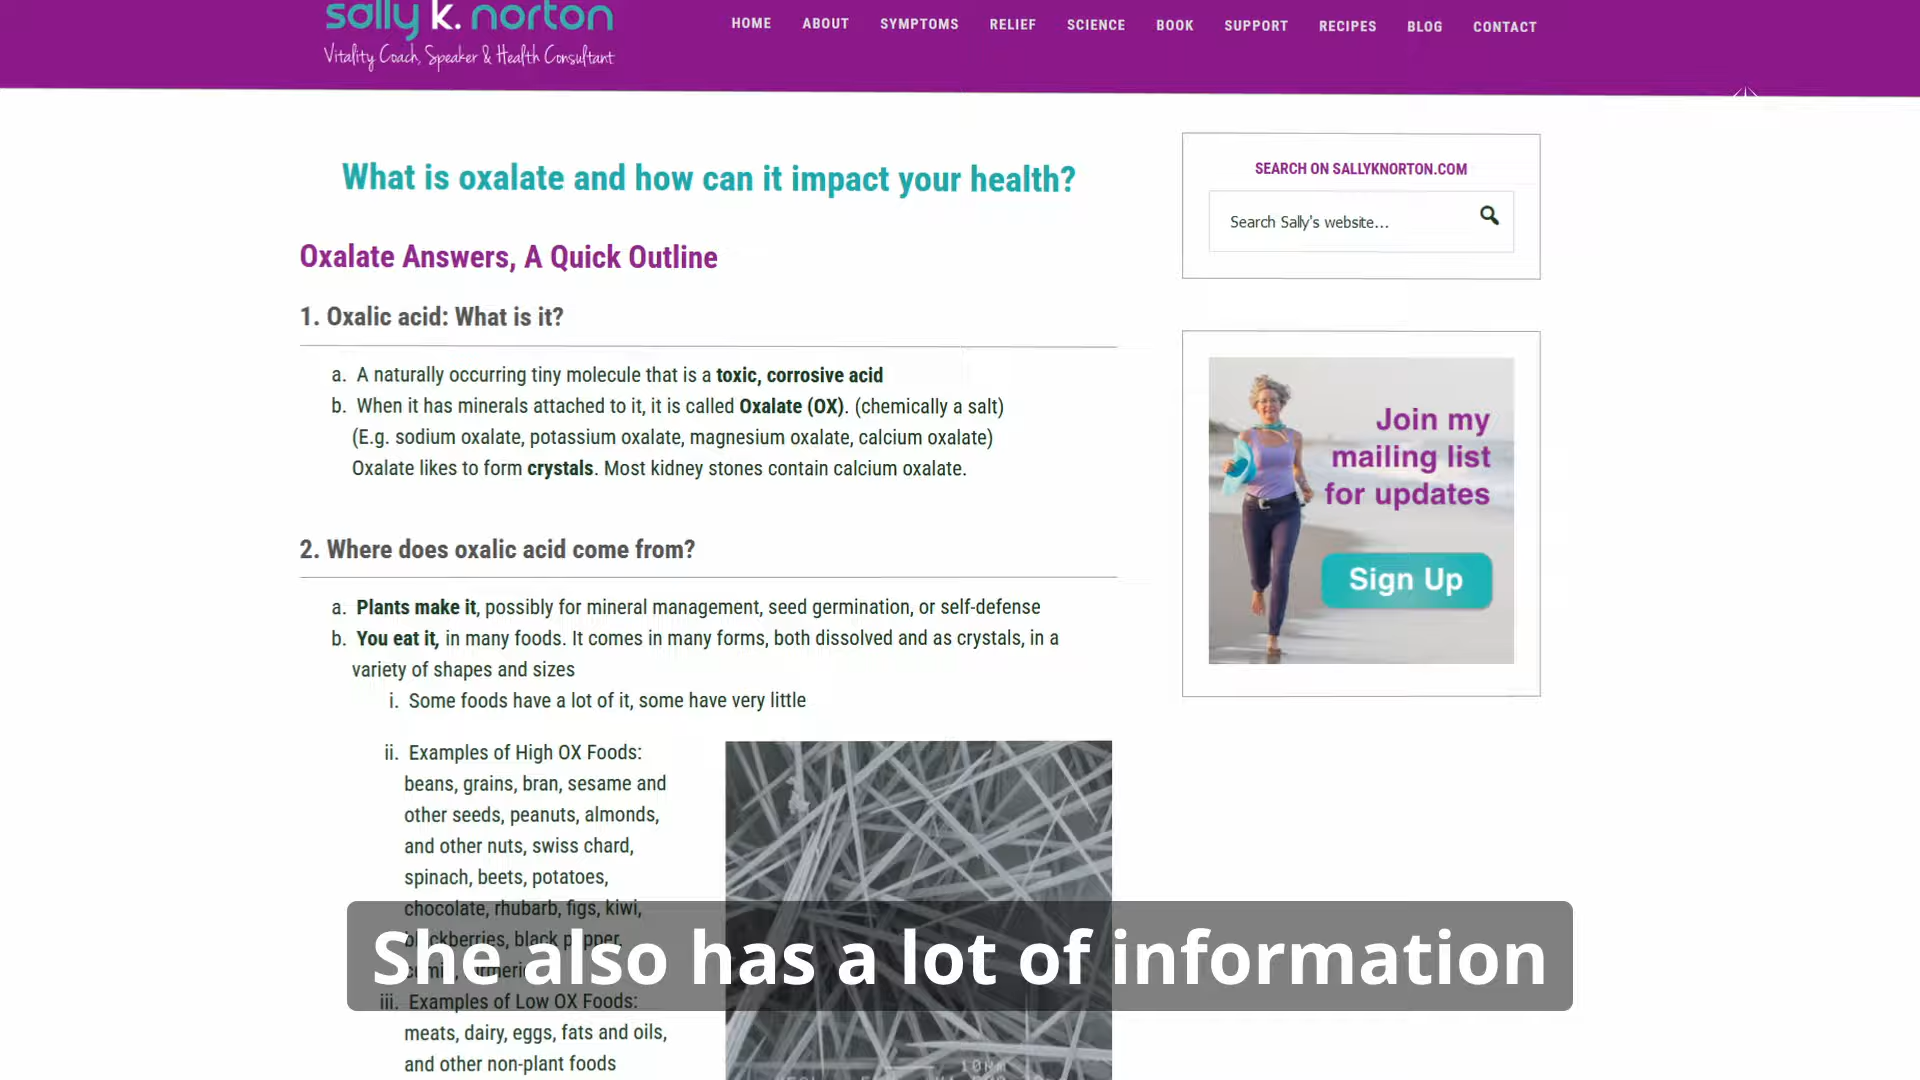 sally k. norton
Vitality Coach, Speaker & Health Consultant
HOME ABOUT SYMPTOMS RELIEF SCIENCE BOOK SUPPORT RECIPES BLOG CONTACT
What is oxalate and how can it impact your health?
Oxalate Answers, A Quick Outline
1. Oxalic acid: What is it?
a. A naturally occurring tiny molecule that is a toxic, corrosive acid
b. When it has minerals attached to it, it is called Oxalate (OX). (chemically a salt)
(E.g. sodium oxalate, potassium oxalate, magnesium oxalate, calcium oxalate)
Oxalate likes to form crystals. Most kidney stones contain calcium oxalate.
2. Where does oxalic acid come from?
a. Plants make it, possibly for mineral management, seed germination, or self-defense
b. You eat it, in many foods. It comes in many forms, both dissolved and as crystals, in a
variety of shapes and sizes
i. Some foods have a lot of it, some have very little
ii. Examples of High OX Foods:
beans, grains, bran, sesame and
other seeds, peanuts, almonds,
and other nuts, swiss chard,
spinach, beets, potatoes,
chocolate, rhubarb, figs, kiwi,
blackberries, black pepper,
iii. Examples of Low OX Foods:
meats, dairy, eggs, fats and oils,
and other non-plant foods
SEARCH ON SALLYKNORTON.COM
Search Sally's website...
Join my
mailing list
for updates
Sign Up
She also has a lot of information